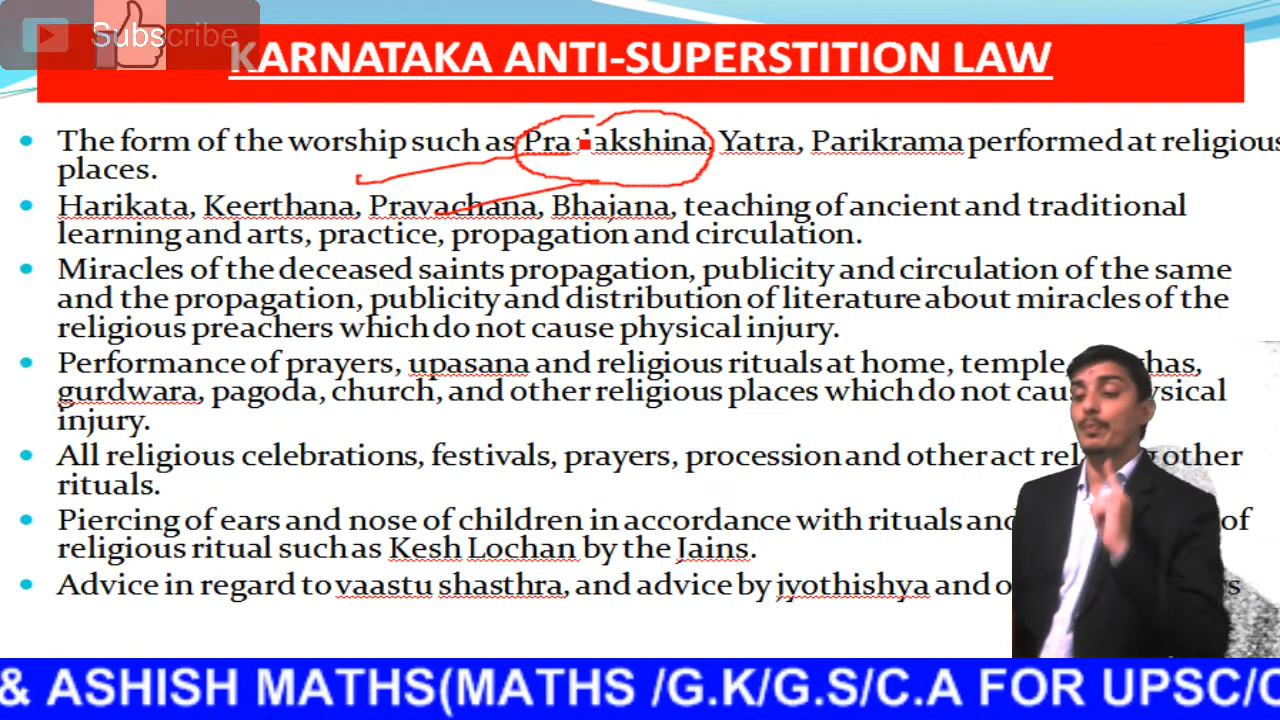 Subscribe
KARNATAKA ANTI-SUPERSTITION LAW
The form of the worship such as Pradakshina, Yatra, Parikrama performed at religious
places.
Harikata, Keerthana, Pravachana, Bhajana, teaching of ancient and traditional
learning and arts, practice, propagation and circulation.
Miracles of the deceased saints propagation, publicity and circulation of the same
and the propagation, publicity and distribution of literature about miracles of the
religious preachers which do not cause physical injury.
Performance of prayers, upasana and religious rituals at home, temple,
gurdwara, pagoda, church, and other religious places which do not cause physical
injury.
All religious celebrations, festivals, prayers, procession and other act other
rituals.
Piercing of ears and nose of children in accordance with rituals and of
religious ritual such as Kesh Lochan by the Jains.
Advice in regard to vaastu shasthra, and advice by jyothishya and
& ASHISH MATHS(MATHS /G.K/G.S/C.A FOR UPSC/